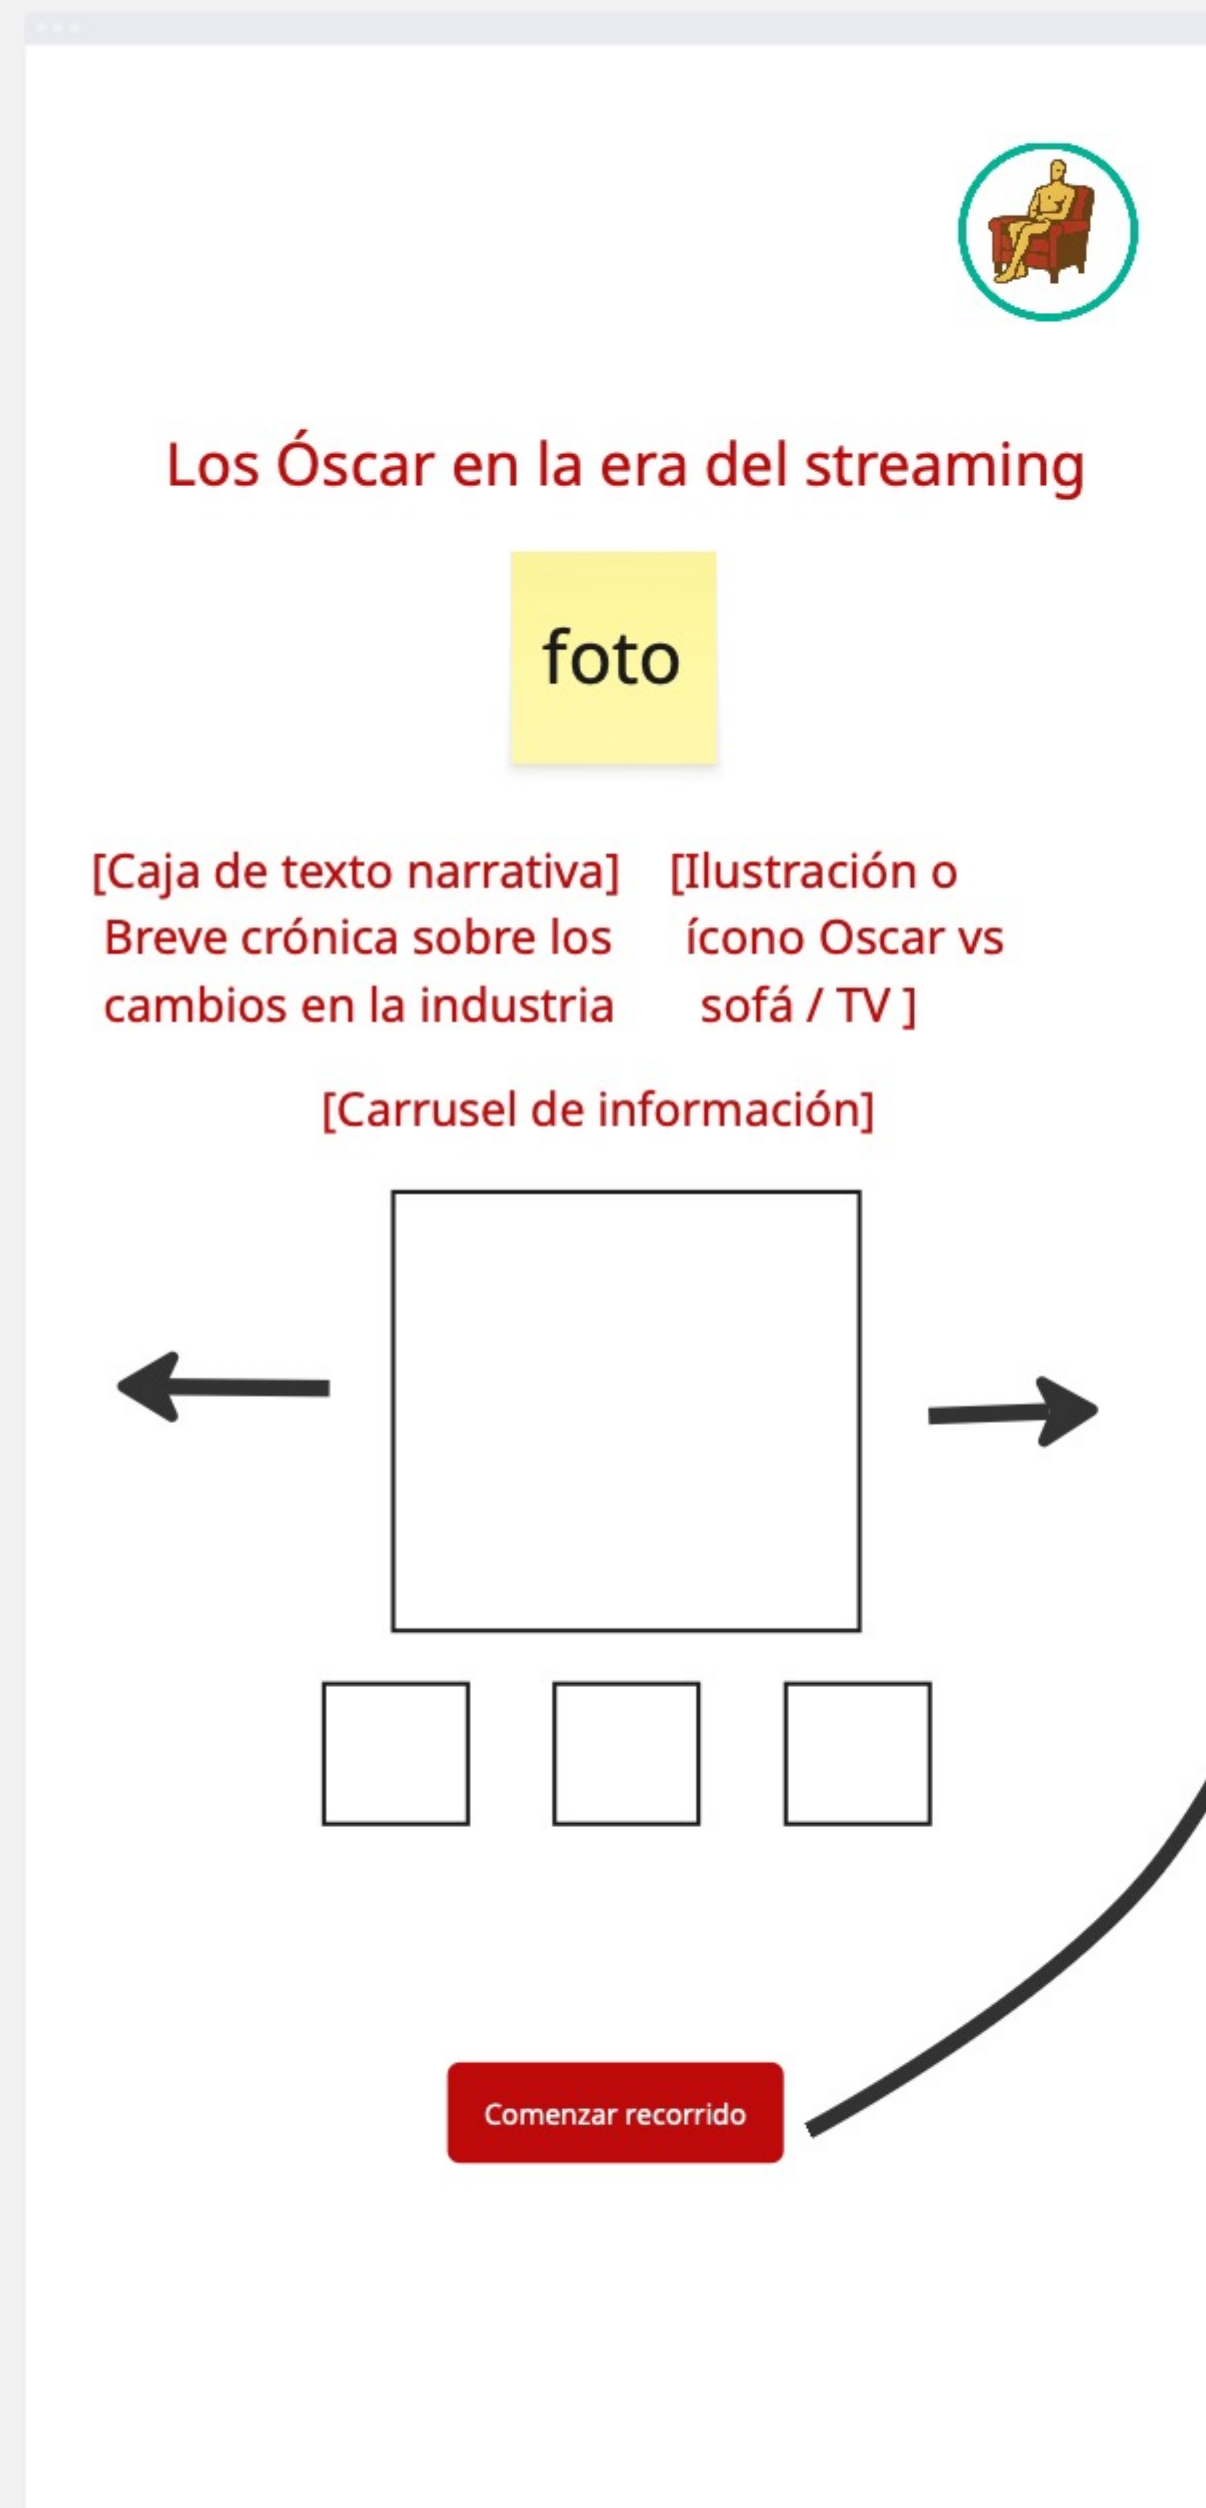 Los Óscar en la era del streaming
foto
[Caja de texto narrativa]
Breve crónica sobre los
cambios en la industria
[Ilustración o
ícono Oscar vs
sofá / TV ]
[Carrusel de información]
Comenzar recorrido